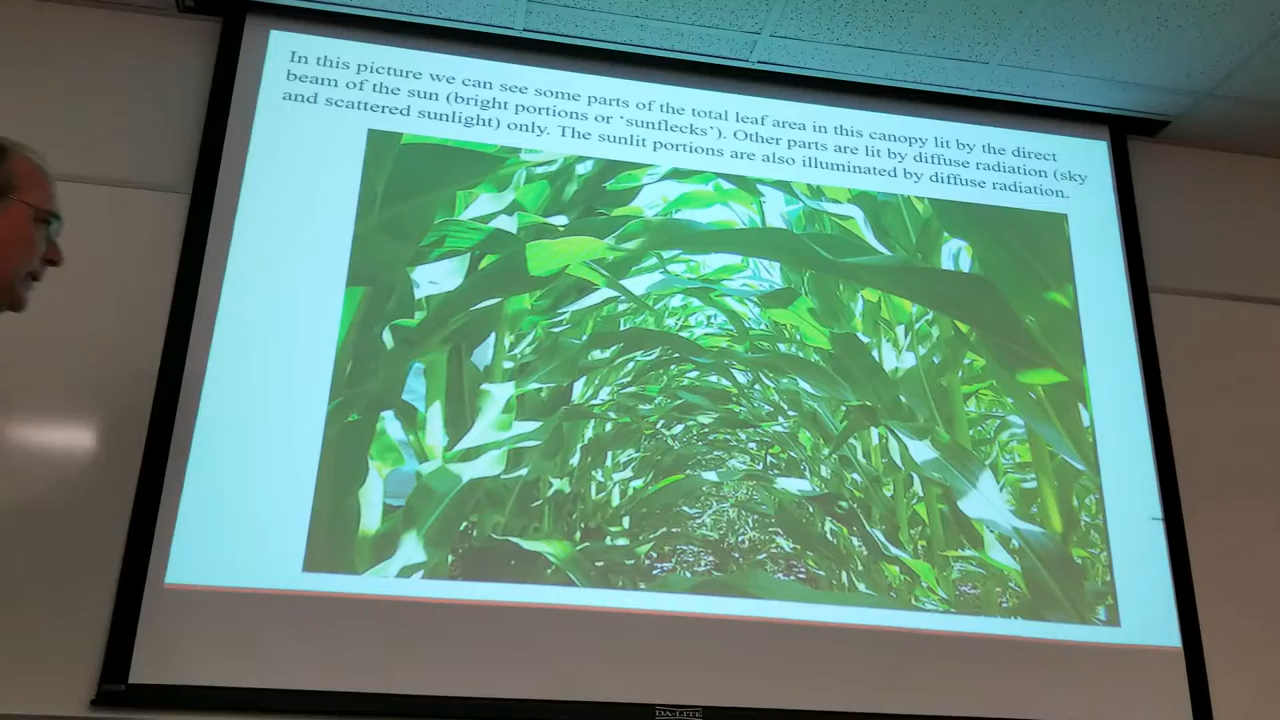 In this picture we can see some parts of the total leaf area in this canopy lit by the direct
beam of the sun (bright portions or ‘sunflecks’). Other parts are lit by diffuse radiation (sky
and scattered sunlight) only. The sunlit portions are also illuminated by diffuse radiation.
DA-LITE